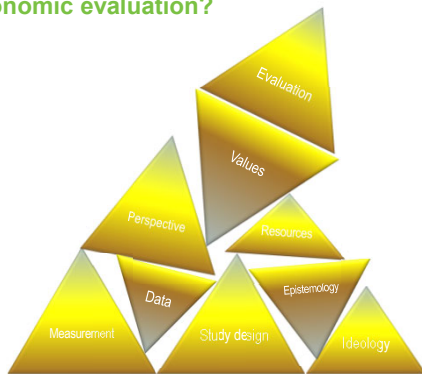 onomic evaluation?
Evaluation
Values
Perspective
Resources
Data
Epistemology
Measurement
Study design
Ideology